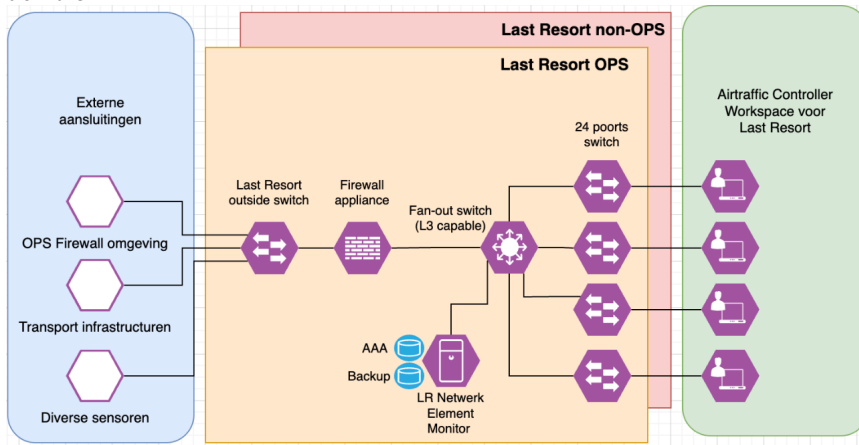 Last Resort non-OPS
Last Resort OPS
Externe
aansluitingen
Airtraffic Controller
Workspace voor
Last Resort
24 poorts
switch
Last Resort
outside switch
Firewall
appliance
Fan-out switch
(L3 capable)
OPS Firewall omgeving
Transport infrastructuren
Diverse sensoren
AAA
Backup
LR Netwerk
Element
Monitor